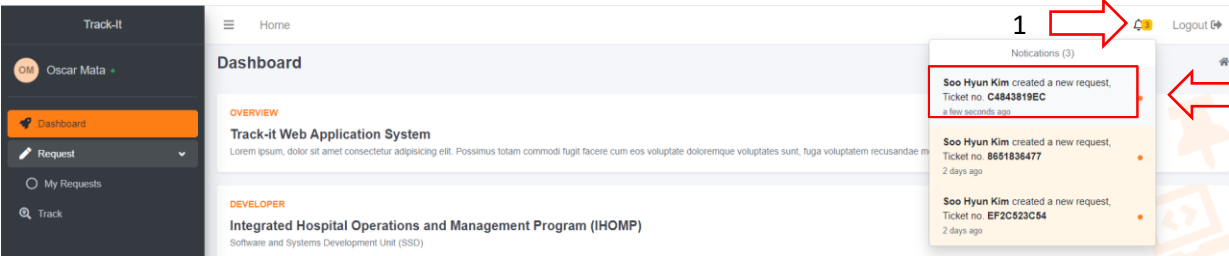 Track-It
Home
1
3
Logout
OM
Oscar Mata
Dashboard
Request
My Requests
Track
Dashboard
OVERVIEW
Track-it Web Application System
Lorem ipsum, dolor sit amet consectetur adipisicing elit. Possimus totam commodi fugit facere cum eos voluptate doloremque voluptates sunt, fuga voluptatem recusandae
DEVELOPER
Integrated Hospital Operations and Management Program (IHOMP)
Software and Systems Development Unit (SSD)
Notications (3)
Soo Hyun Kim created a new request,
Ticket no. C4843819EC
a few seconds ago
Soo Hyun Kim created a new request,
Ticket no. 8651836477
2 days ago
Soo Hyun Kim created a new request,
Ticket no. EF2C523C54
2 days ago